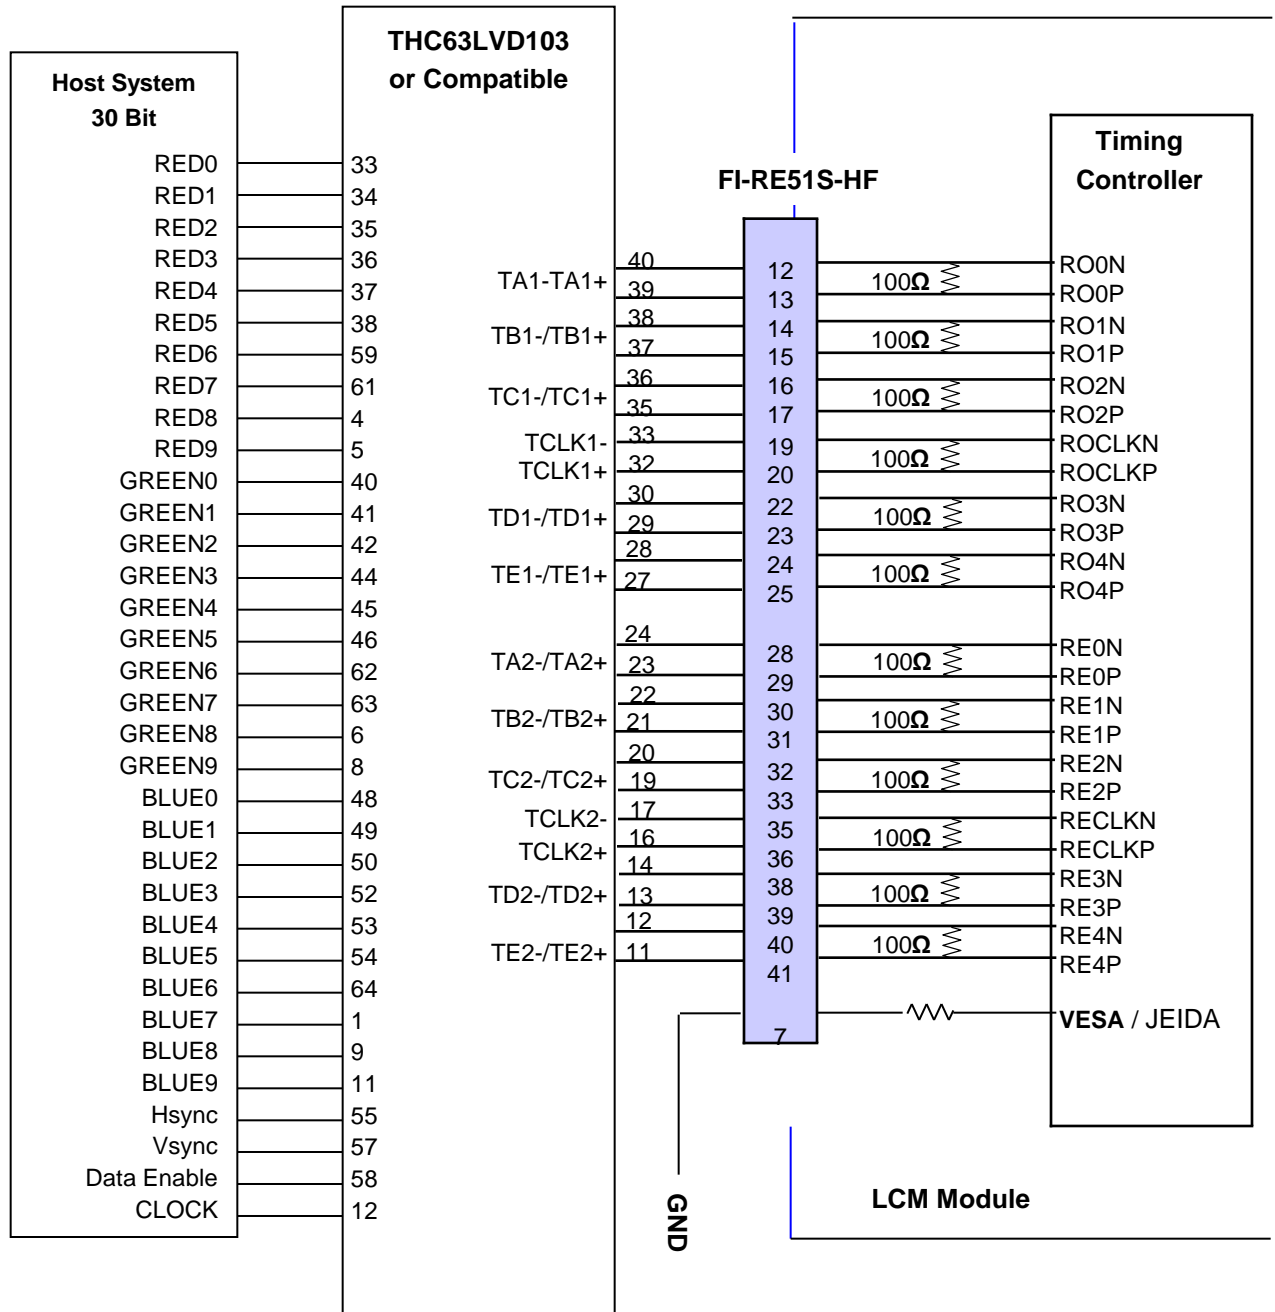 THC63LVD103
or Compatible
Host System
30 Bit
RED0 33
RED1 34
RED2 35
RED3 36
RED4 37
RED5 38
RED6 59
RED7 61
RED8 4
RED9 5
GREEN0 40
GREEN1 41
GREEN2 42
GREEN3 44
GREEN4 45
GREEN5 46
GREEN6 62
GREEN7 63
GREEN8 6
GREEN9 8
BLUE0 48
BLUE1 49
BLUE2 50
BLUE3 52
BLUE4 53
BLUE5 54
BLUE6 64
BLUE7 1
BLUE8 9
BLUE9 11
Hsync 55
Vsync 57
Data Enable 58
CLOCK 12
TA1-TA1+ 40
39
TB1-/TB1+ 38
37
TC1-/TC1+ 36
35
TCLK1- 33
TCLK1+ 32
TD1-/TD1+ 30
29
TE1-/TE1+ 28
27
TA2-/TA2+ 24
23
TB2-/TB2+ 22
21
TC2-/TC2+ 20
19
TCLK2- 17
TCLK2+ 16
TD2-/TD2+ 14
13
TE2-/TE2+ 12
11
FI-RE51S-HF
12
13
14
15
16
17
19
20
22
23
24
25
28
29
30
31
32
33
35
36
38
39
40
41
7
100Ω
100Ω
100Ω
100Ω
100Ω
100Ω
100Ω
100Ω
100Ω
100Ω
100Ω
100Ω
Timing
Controller
RO0N
RO0P
RO1N
RO1P
RO2N
RO2P
ROCLKN
ROCLKP
RO3N
RO3P
RO4N
RO4P
RE0N
RE0P
RE1N
RE1P
RE2N
RE2P
RECLKN
RECLKP
RE3N
RE3P
RE4N
RE4P
VESA / JEIDA
GND
LCM Module